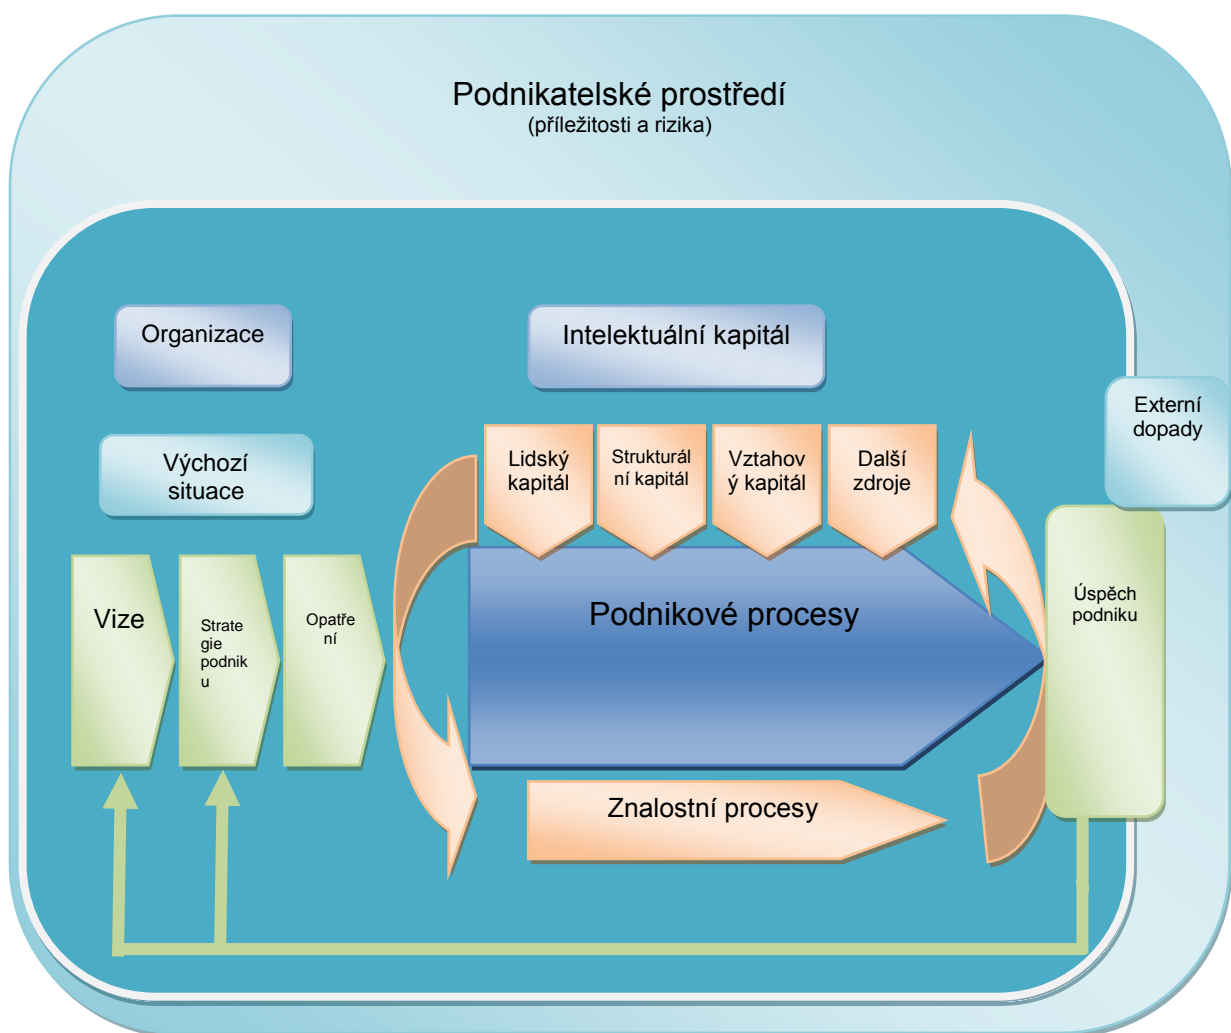 Podnikatelské prostředí
(příležitosti a rizika)
Organizace
Intelektuální kapitál
Externí
dopady
Výchozí
situace
Lidský
kapitál
Strukturál
ní kapitál
Vztahov
ý kapitál
Další
zdroje
Vize
Strate
gie
podnik
u
Opatře
ní
Podnikové procesy
Úspěch
podniku
Znalostní procesy